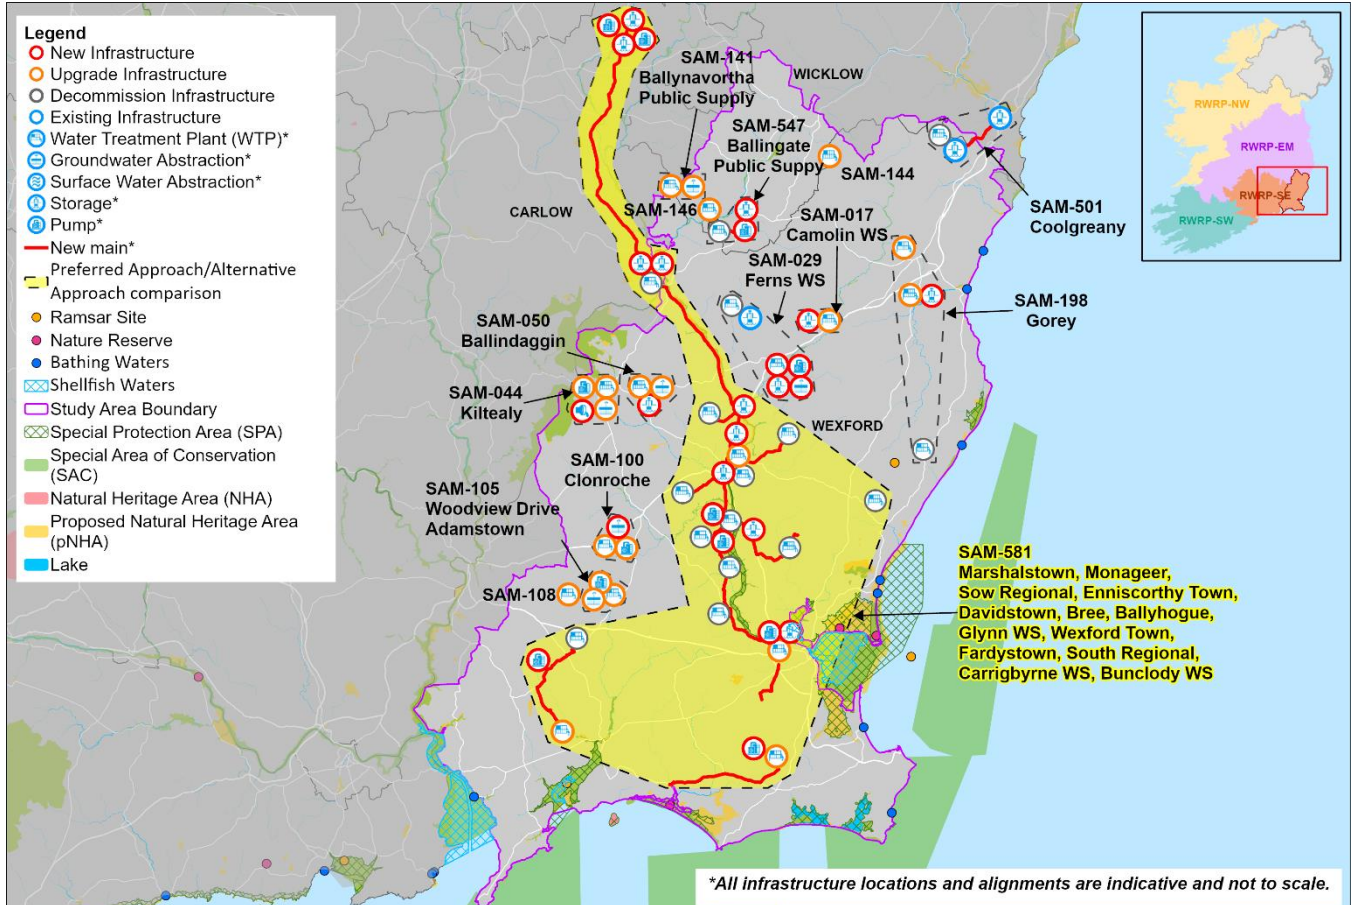 Legend
New Infrastructure
Upgrade Infrastructure
Decommission Infrastructure
Existing Infrastructure
Water Treatment Plant (WTP)*
Groundwater Abstraction*
Surface Water Abstraction*
Storage*
Pump*
New main*
Preferred Approach/Alternative
Approach comparison
Ramsar Site
Nature Reserve
Bathing Waters
Shellfish Waters
Study Area Boundary
Special Protection Area (SPA)
Special Area of Conservation
(SAC)
Natural Heritage Area (NHA)
Proposed Natural Heritage Area
(pNHA)
Lake
SAM-141
Ballynavortha
Public Supply
WICKLOW
SAM-547
Ballingate
Public Suppy
SAM-144
SAM-146
CARLOW
SAM-017
Camolin WS
SAM-029
Ferns WS
SAM-501
Coolgreany
SAM-198
Gorey
SAM-050
Ballindaggin
SAM-044
Kiltealy
WEXFORD
SAM-100
Clonroche
SAM-105
Woodview Drive
Adamstown
SAM-108
SAM-581
Marshalstown, Monageer,
Sow Regional, Enniscorthy Town,
Davidstown, Bree, Ballyhogue,
Glynn WS, Wexford Town,
Fardystown, South Regional,
Carrigbyrne WS, Bunclody WS
RWRP-NW
RWRP-EM
RWRP-SE
RWRP-SW
*All infrastructure locations and alignments are indicative and not to scale.